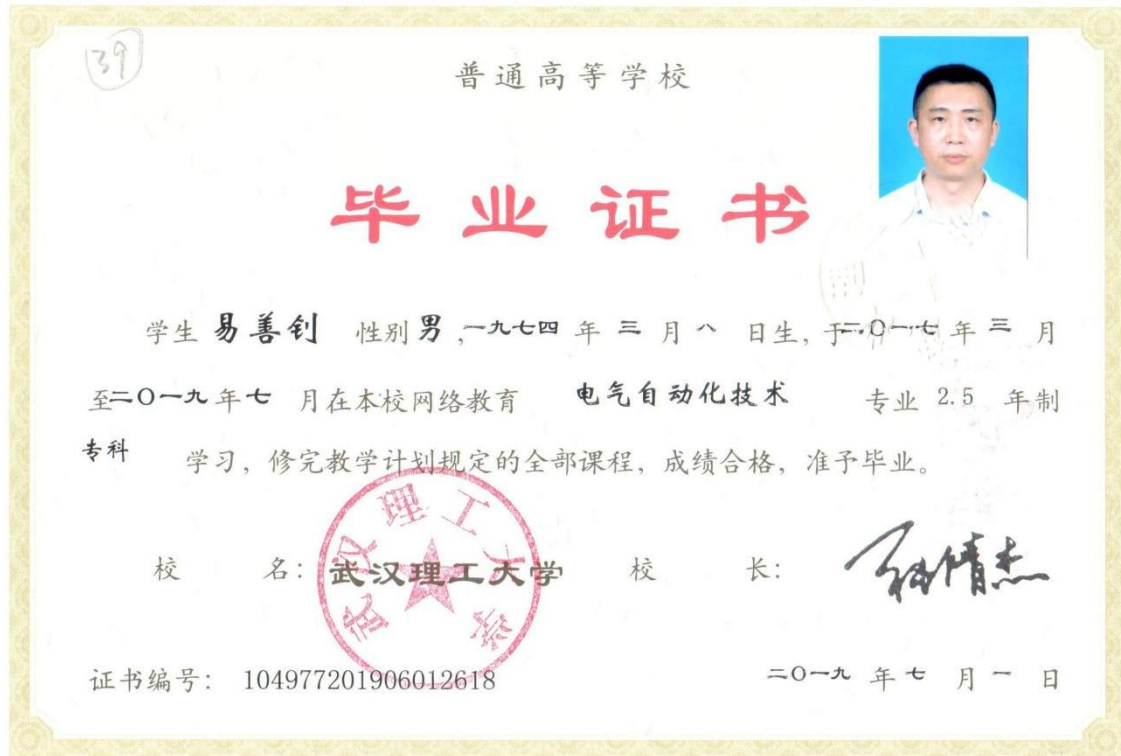 39
普通高等学校
毕业证书
学生 易善钊 性别 男 , 一九七四 年 三 月 八 日生, 于二〇一七 年 三 月
至二〇一九 年 七 月在本校网络教育 电气自动化技术 专业 2.5 年制
专科 学习, 修完教学计划规定的全部课程, 成绩合格, 准予毕业。
校 名: 武汉理工大学 校 长:
武汉理工大学
证书编号: 104977201906012618 二〇一九 年 七 月 一 日